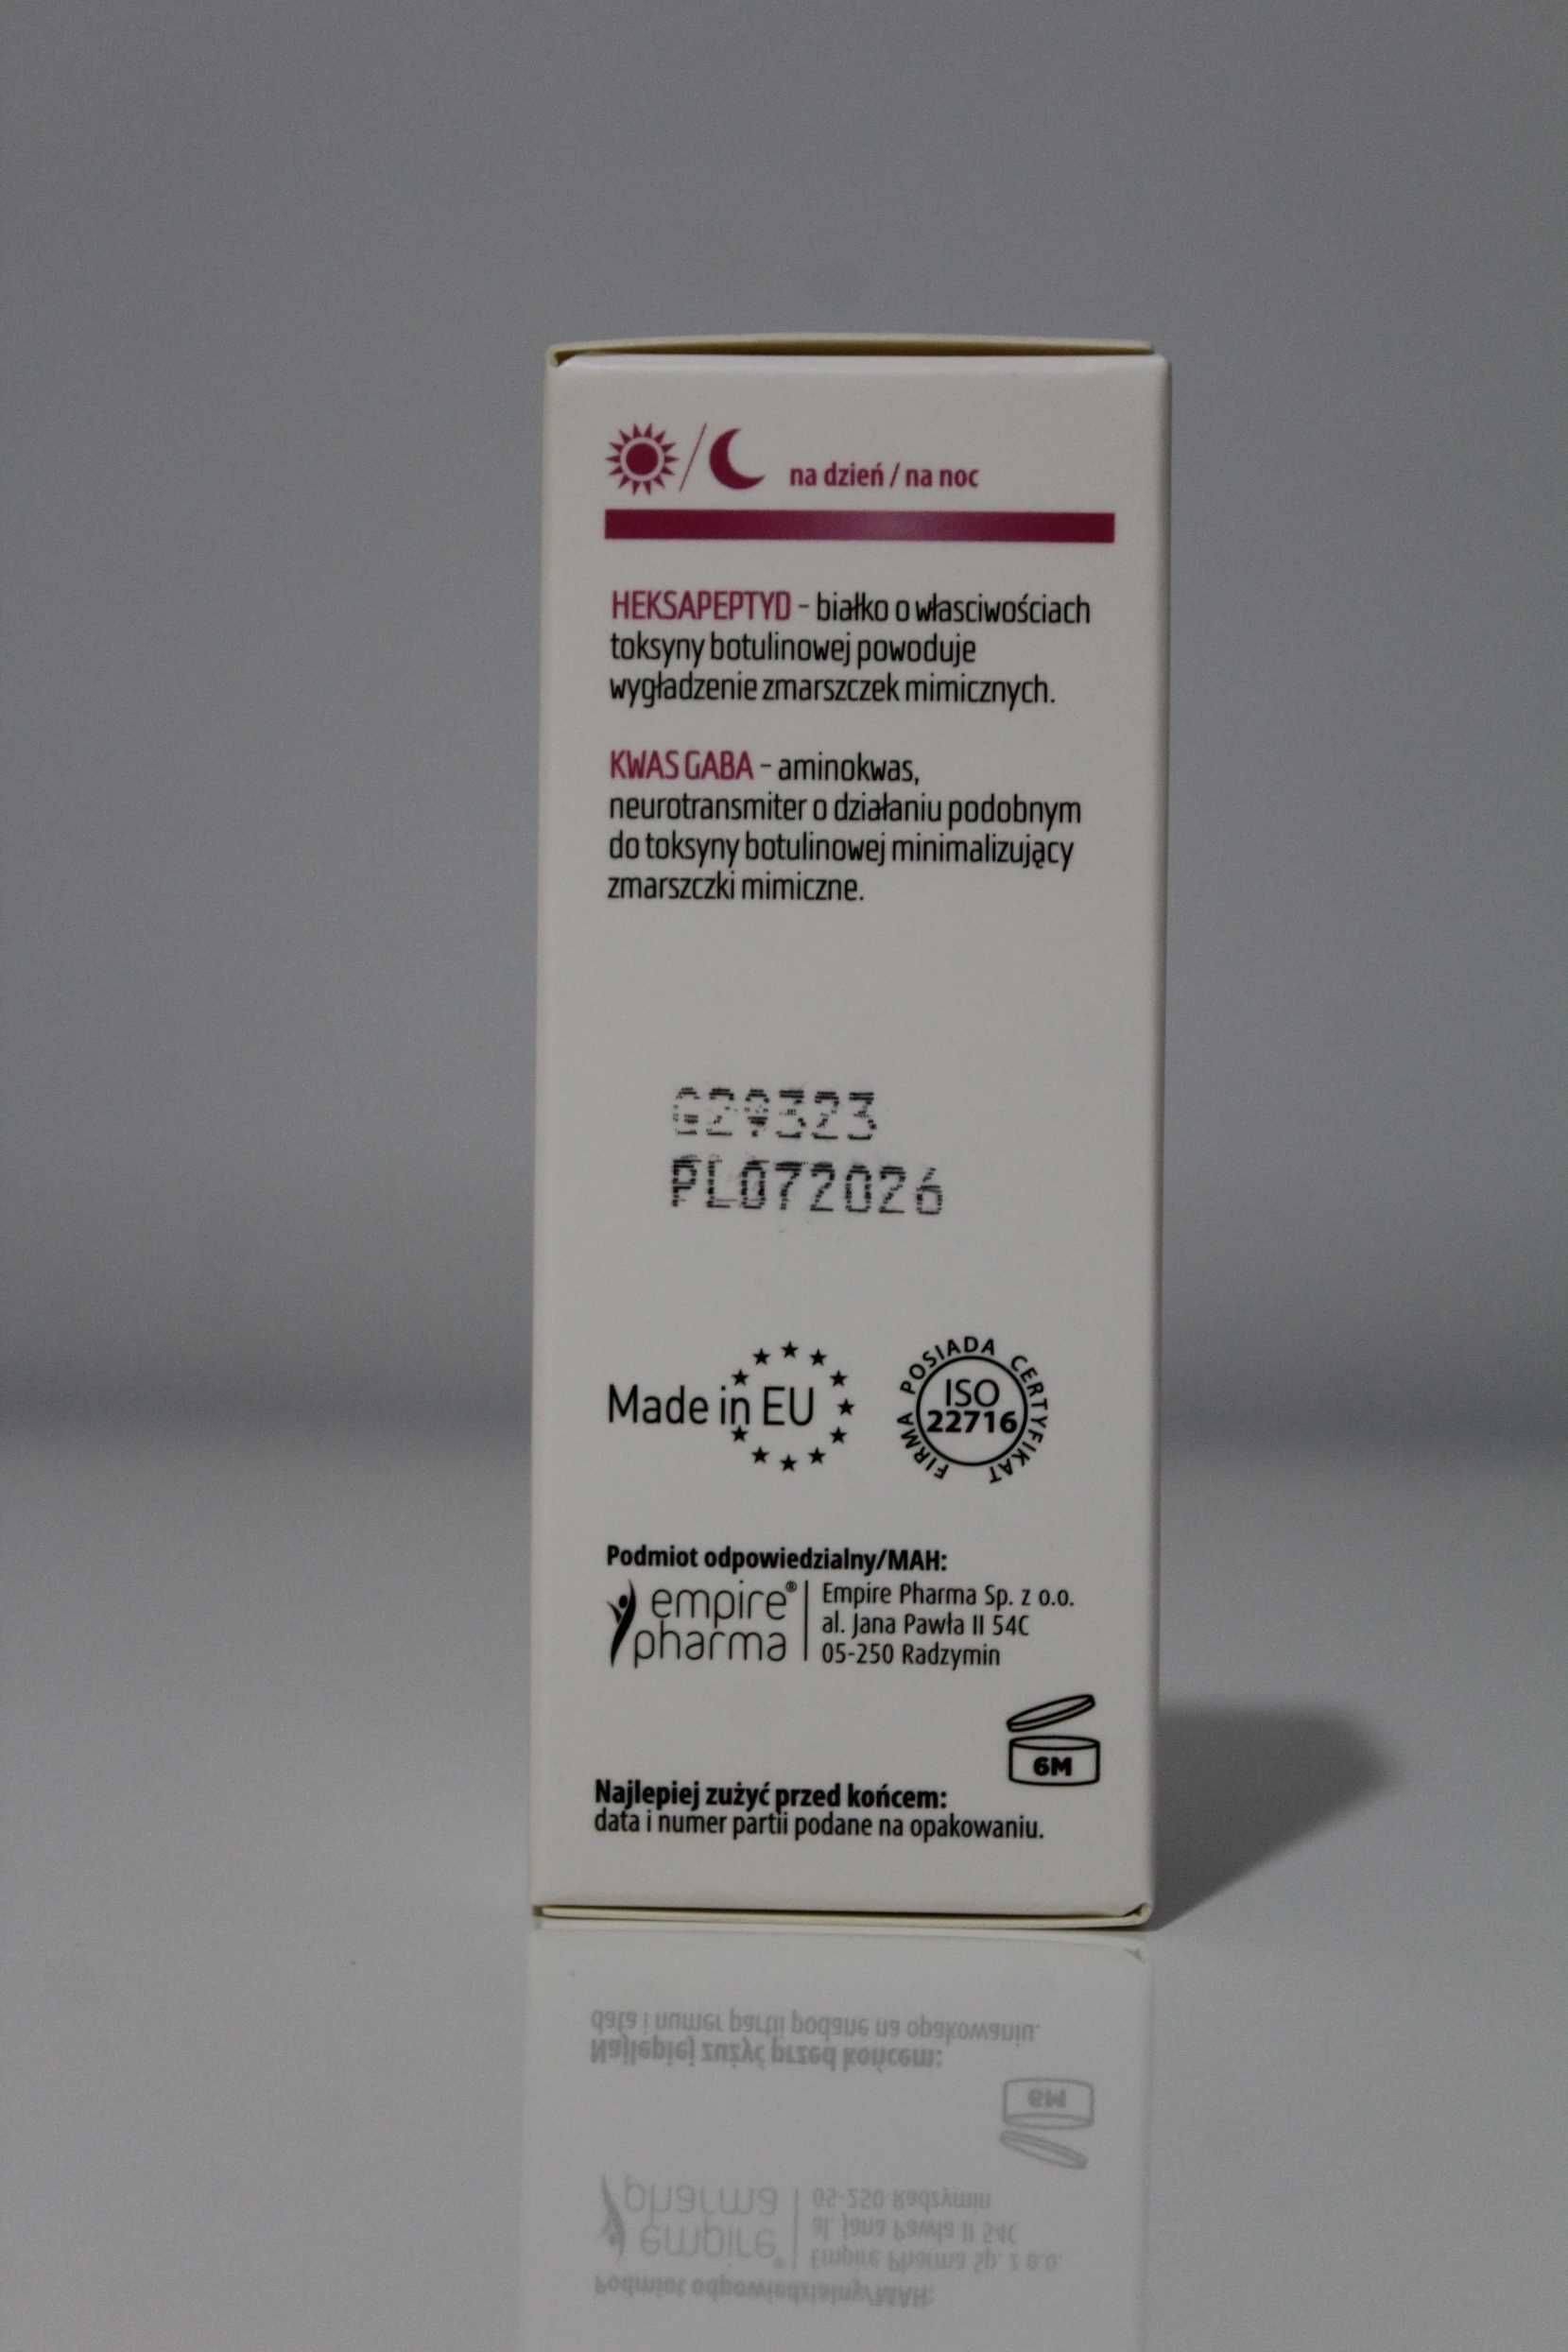 na dzień / na noc
HEKSAPEPTYD - białko o własciwościach
toksyny botulinowej powoduje
wygładzenie zmarszczek mimicznych.
KWAS GABA - aminokwas,
neurotransmiter o działaniu podobnym
do toksyny botulinowej minimalizujący
zmarszczki mimiczne.
G29323
PL072026
Made in EU
FIRMA POSIADA CERTYFIKAT
ISO
22716
Podmiot odpowiedzialny/MAH:
empire®
pharma
Empire Pharma Sp. z o.o.
al. Jana Pawła II 54C
05-250 Radzymin
6M
Najlepiej zużyć przed końcem:
data i numer partii podane na opakowaniu.